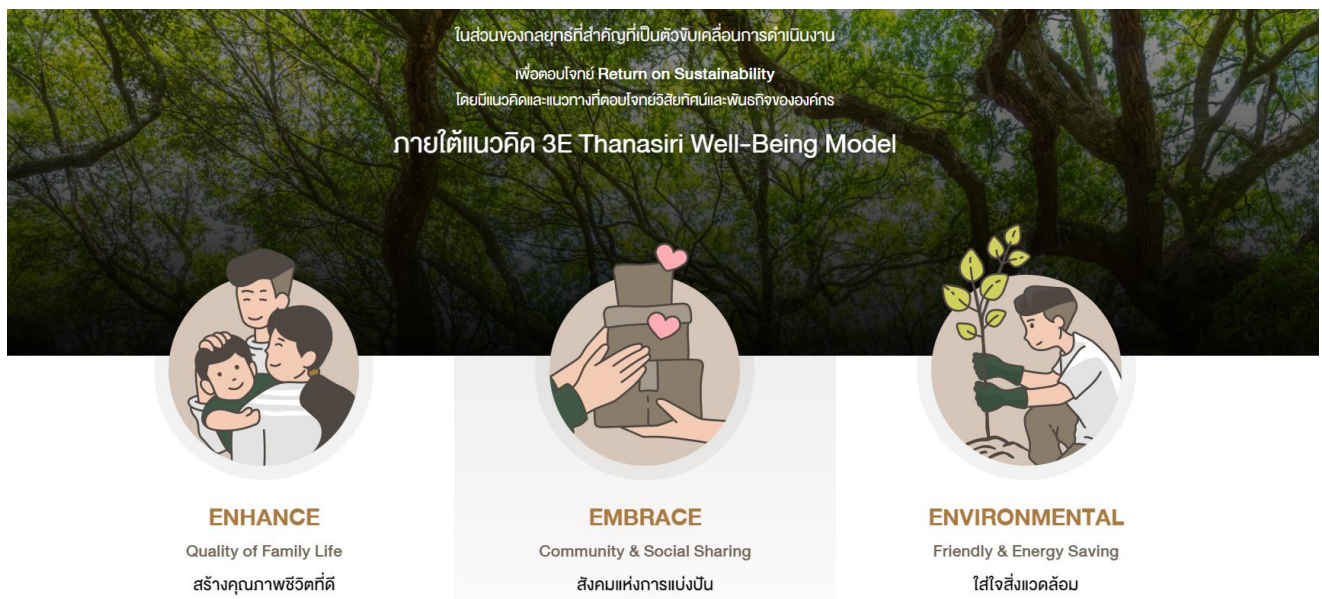 ในส่วนของกลยุทธ์ที่สำคัญที่เป็นตัวขับเคลื่อนการดำเนินงาน
เพื่อตอบโจทย์ Return on Sustainability
โดยมีแนวคิดและแนวทางที่ตอบโจทย์วิสัยทัศน์และพันธกิจขององค์กร
ภายใต้แนวคิด 3E Thanasiri Well-Being Model
ENHANCE
Quality of Family Life
สร้างคุณภาพชีวิตที่ดี
EMBRACE
Community & Social Sharing
สังคมแห่งการแบ่งปัน
ENVIRONMENTAL
Friendly & Energy Saving
ใส่ใจสิ่งแวดล้อม